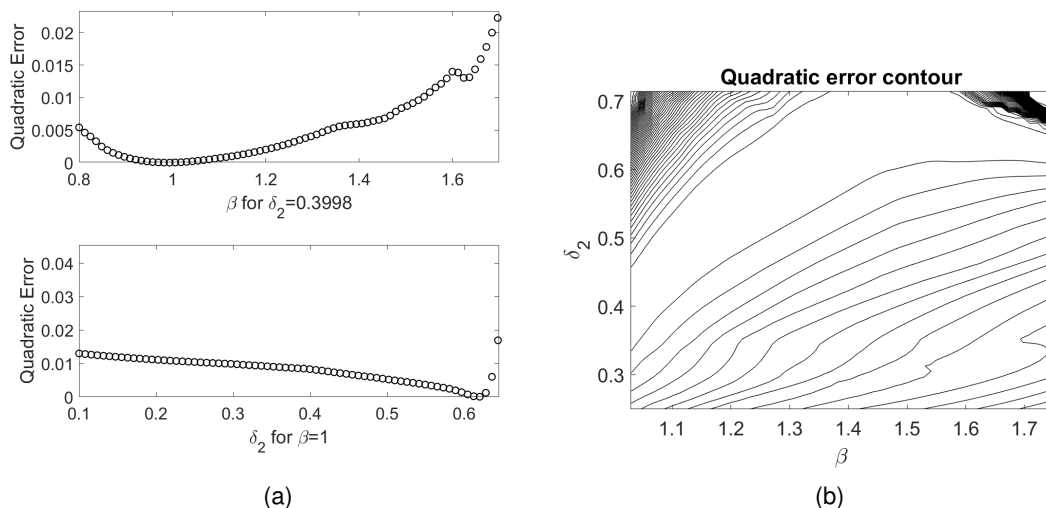 0.02
0.015
0.01
0.005
0
Quadratic Error
0.8 1 1.2 1.4 1.6
β for δ₂=0.3998
0.04
0.03
0.02
0.01
0
Quadratic Error
0.1 0.2 0.3 0.4 0.5 0.6
δ₂ for β=1
(a)
Quadratic error contour
0.7
0.6
0.5
0.4
0.3
δ₂
1.1 1.2 1.3 1.4 1.5 1.6 1.7
β
(b)